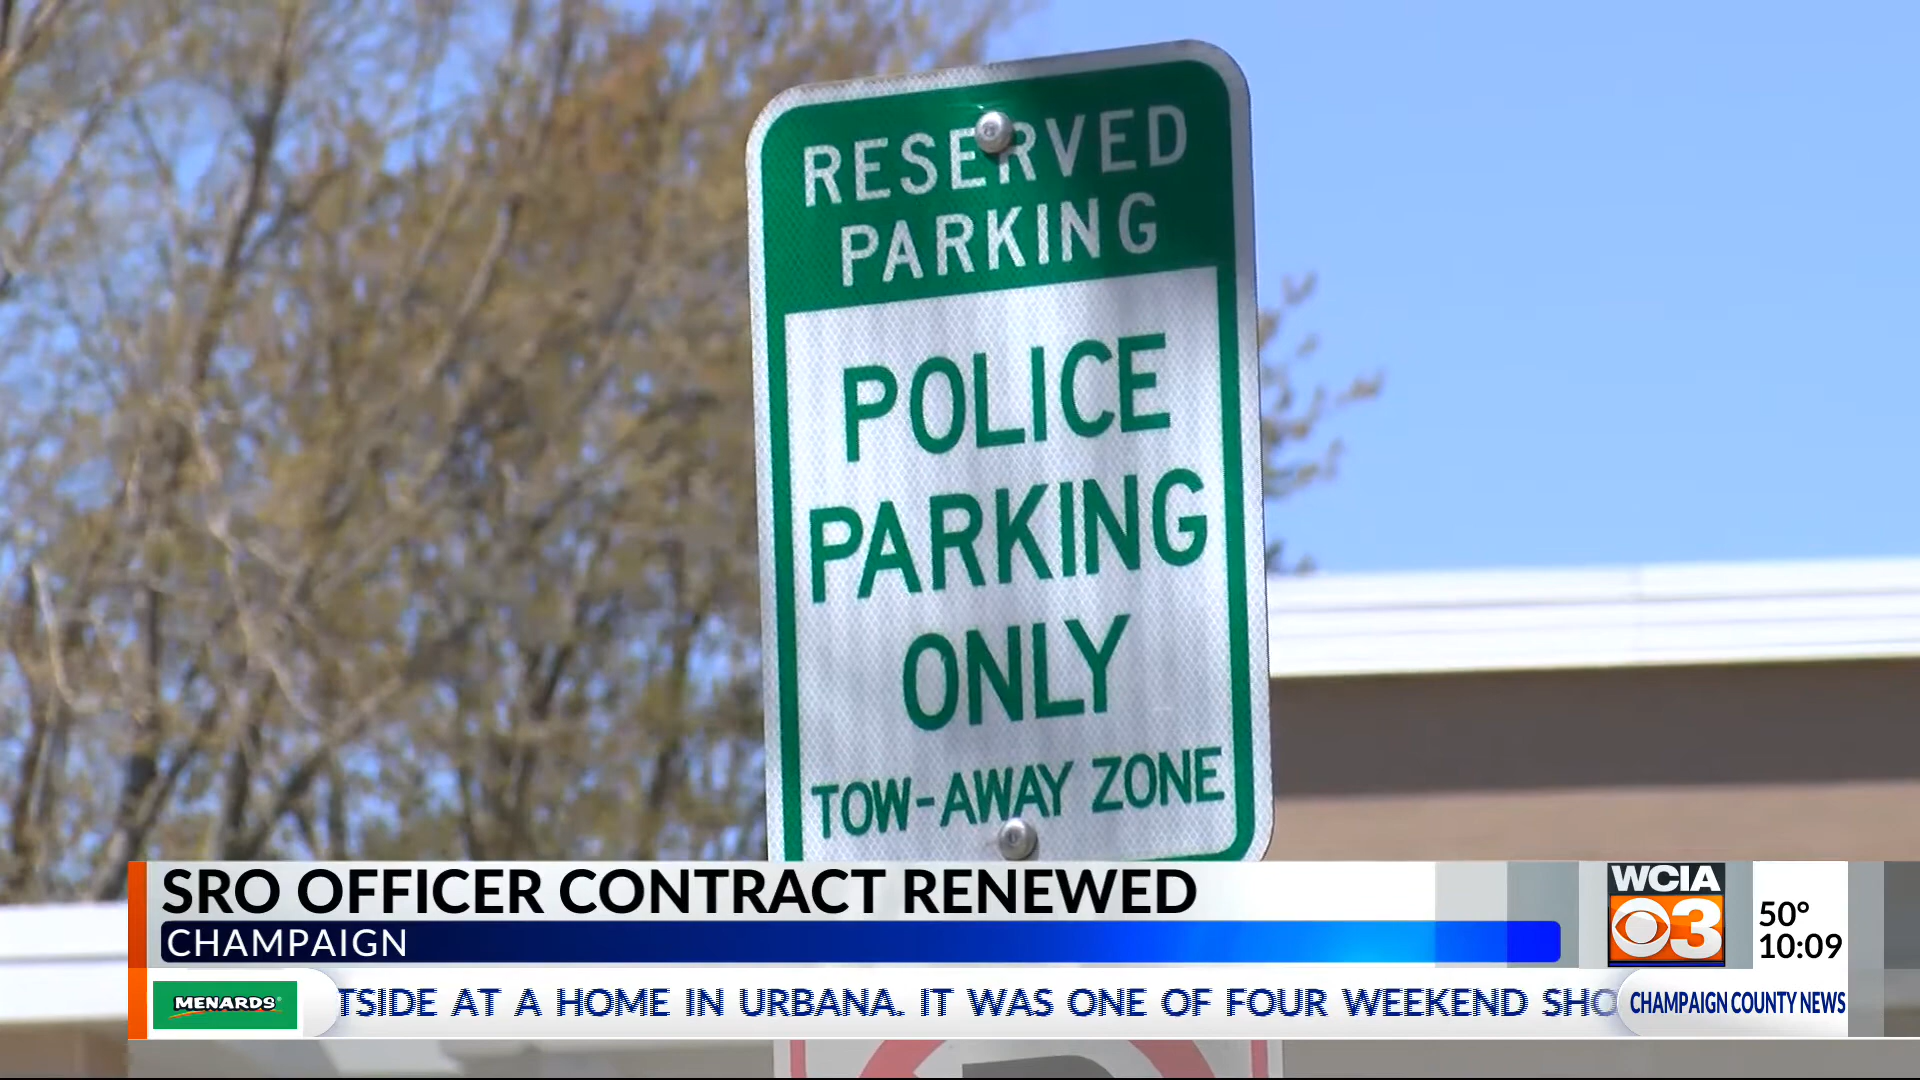 RESERVED
PARKING
POLICE
PARKING
ONLY
TOW-AWAY ZONE
SRO OFFICER CONTRACT RENEWED
CHAMPAIGN
WCIA
3
50°
10:09
MENARDS®
TSIDE AT A HOME IN URBANA. IT WAS ONE OF FOUR WEEKEND SHO
CHAMPAIGN COUNTY NEWS